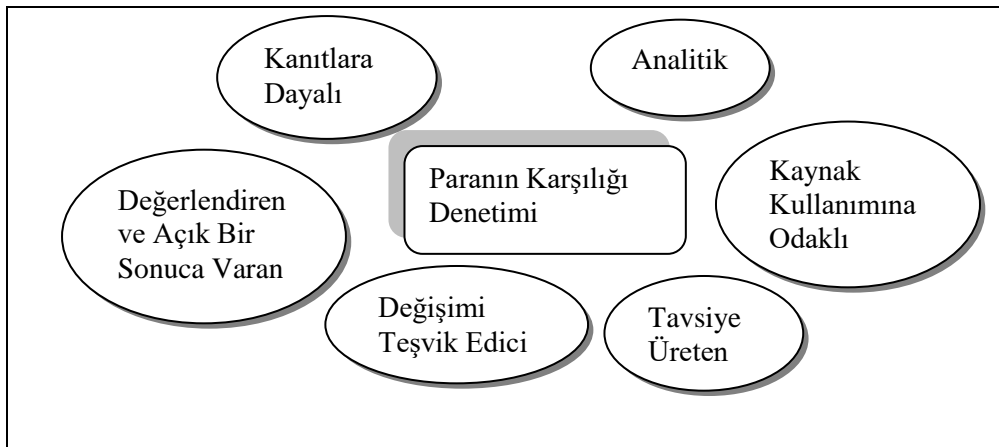 Kanıtlara
Dayalı
Analitik
Paranın Karşılığı
Denetimi
Kaynak
Kullanımına
Odaklı
Değerlendiren
ve Açık Bir
Sonuca Varan
Değişimi
Teşvik Edici
Tavsiye
Üreten